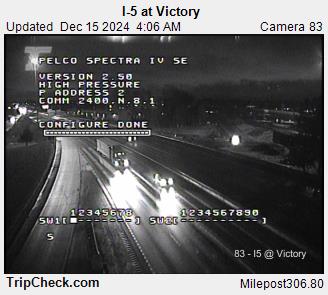 I-5 at Victory
Updated Dec 15 2024 4:06 AM Camera 83
PELCO SPECTRA IV SE
VERSION 2.50
HIGH PRESSURE
P ADDRESS 2
COMM 2400.N.8.1
CONFIGURE DONE
12345678 1234567890
SW1[ ] SW2[ ]
S
83 - I5 @ Victory
TripCheck.com Milepost306.80